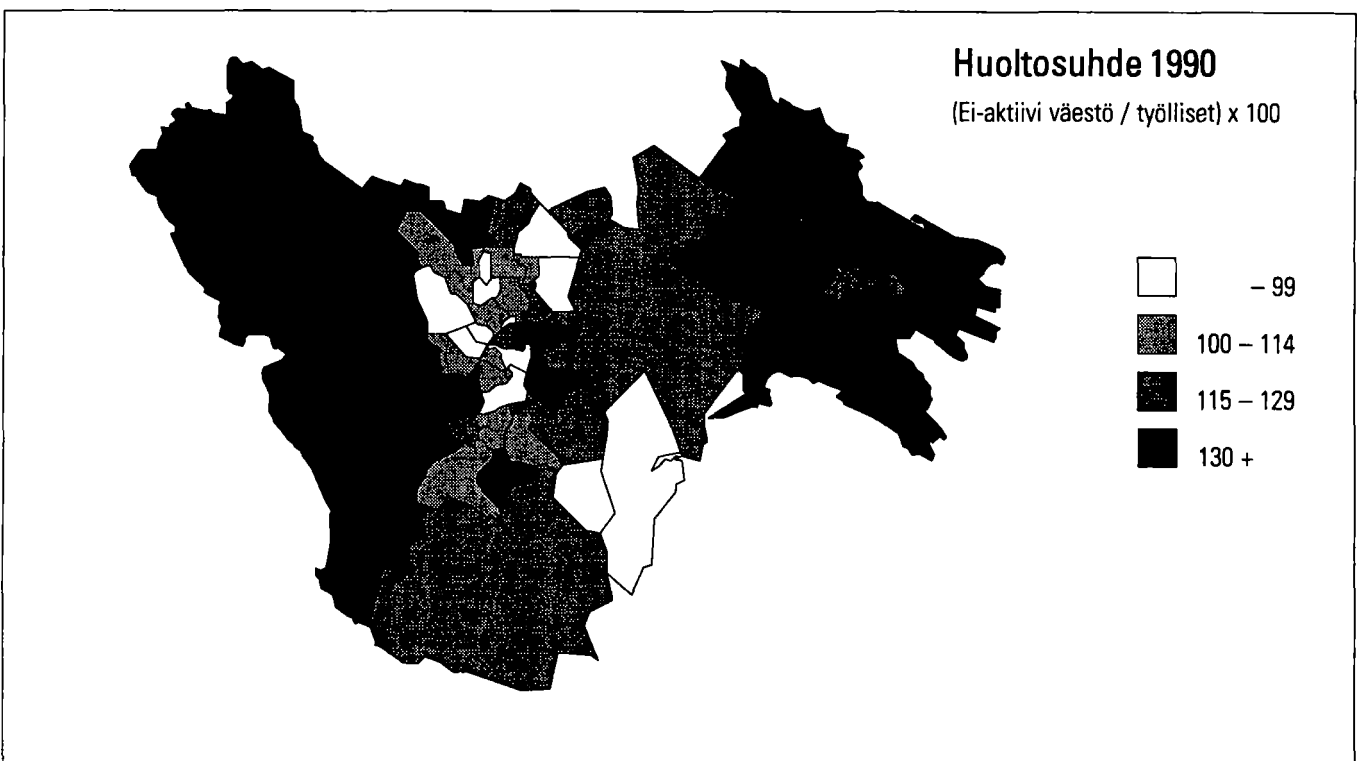 Huoltosuhde 1990
(Ei-aktiivi väestö / työlliset) x 100
– 99
100 – 114
115 – 129
130 +